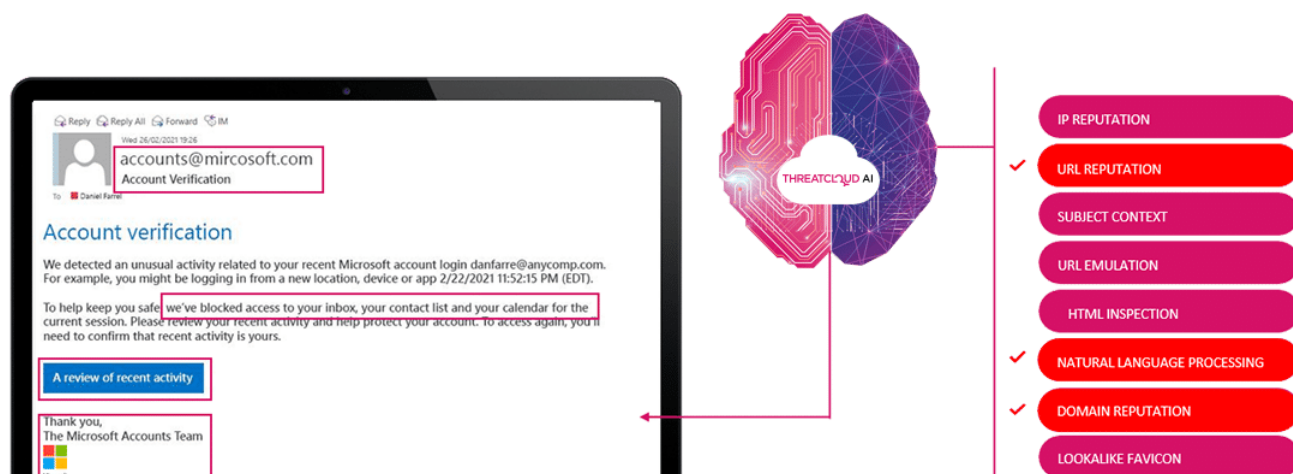 Reply Reply All Forward IM
Wed 26/02/2021 19:26
accounts@mircosoft.com
Account Verification
To Daniel Farrel
Account verification
We detected an unusual activity related to your recent Microsoft account login danfarre@anycomp.com.
For example, you might be logging in from a new location, device or app 2/22/2021 11:52:15 PM (EDT).
To help keep you safe, we've blocked access to your inbox, your contact list and your calendar for the
current session. Please review your recent activity and help protect your account. To access again, you'll
need to confirm that recent activity is yours.
A review of recent activity
Thank you,
The Microsoft Accounts Team
THREATCLOUD AI
IP REPUTATION
URL REPUTATION
SUBJECT CONTEXT
URL EMULATION
HTML INSPECTION
NATURAL LANGUAGE PROCESSING
DOMAIN REPUTATION
LOOKALIKE FAVICON